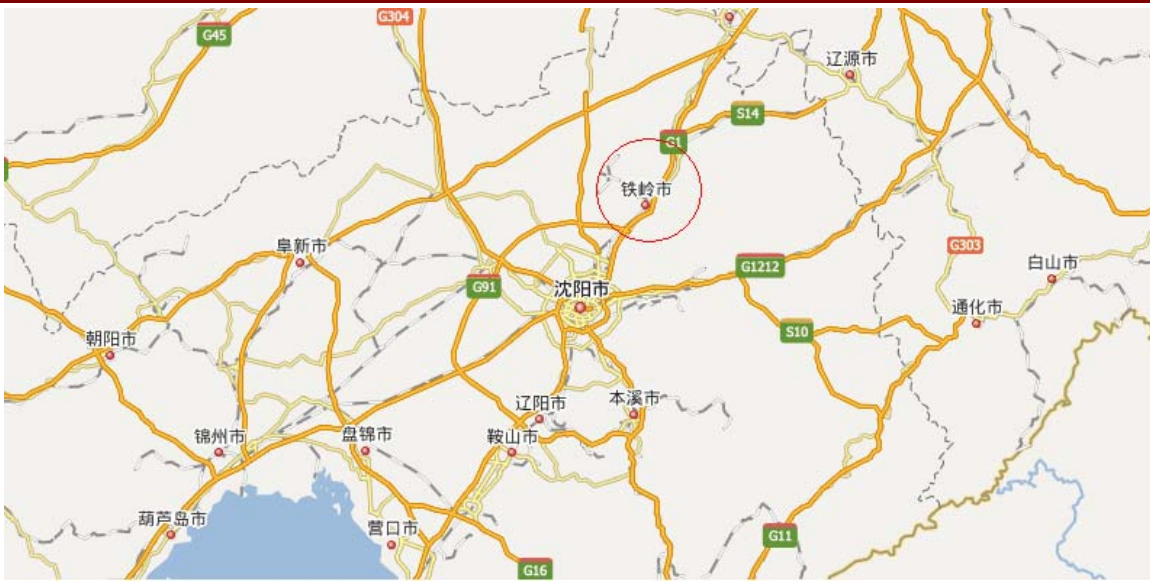 G304
G45
辽源市
S14
G1
铁岭市
阜新市
G303
G1212
白山市
G91
沈阳市
通化市
S10
朝阳市
辽阳市
本溪市
锦州市
盘锦市
鞍山市
葫芦岛市
营口市
G11
G16